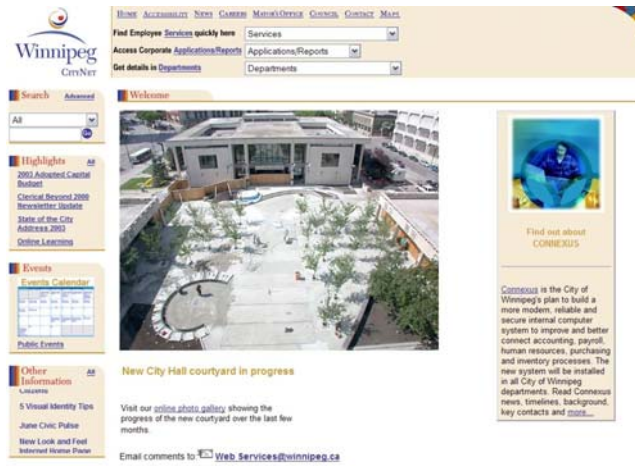 Home Accessibility News Careers Mayor's Office Council Contact Maps
Winnipeg
CityNet
Find Employee Services quickly here
Services
Access Corporate Applications/Reports
Applications/Reports
Get details in Departments
Departments
Search
Advanced
All
Go
Highlights
All
2003 Adopted Capital
Budget
Clerical Beyond 2000
Newsletter Update
State of the City
Address 2003
Online Learning
Events
Events Calendar
Public Events
Other
Information
All
Citizens
5 Visual Identity Tips
June Civic Pulse
New Look and Feel
Internet Home Page
Welcome
New City Hall courtyard in progress
Visit our online photo gallery showing the
progress of the new courtyard over the last few
months.
Email comments to: Web Services@winnipeg.ca
Find out about
CONNEXUS
Connexus is the City of
Winnipeg's plan to build a
more modern, reliable and
secure internal computer
system to improve and better
connect accounting, payroll,
human resources, purchasing
and inventory processes. The
new system will be installed
in all City of Winnipeg
departments. Read Connexus
news, timelines, background,
key contacts and more...